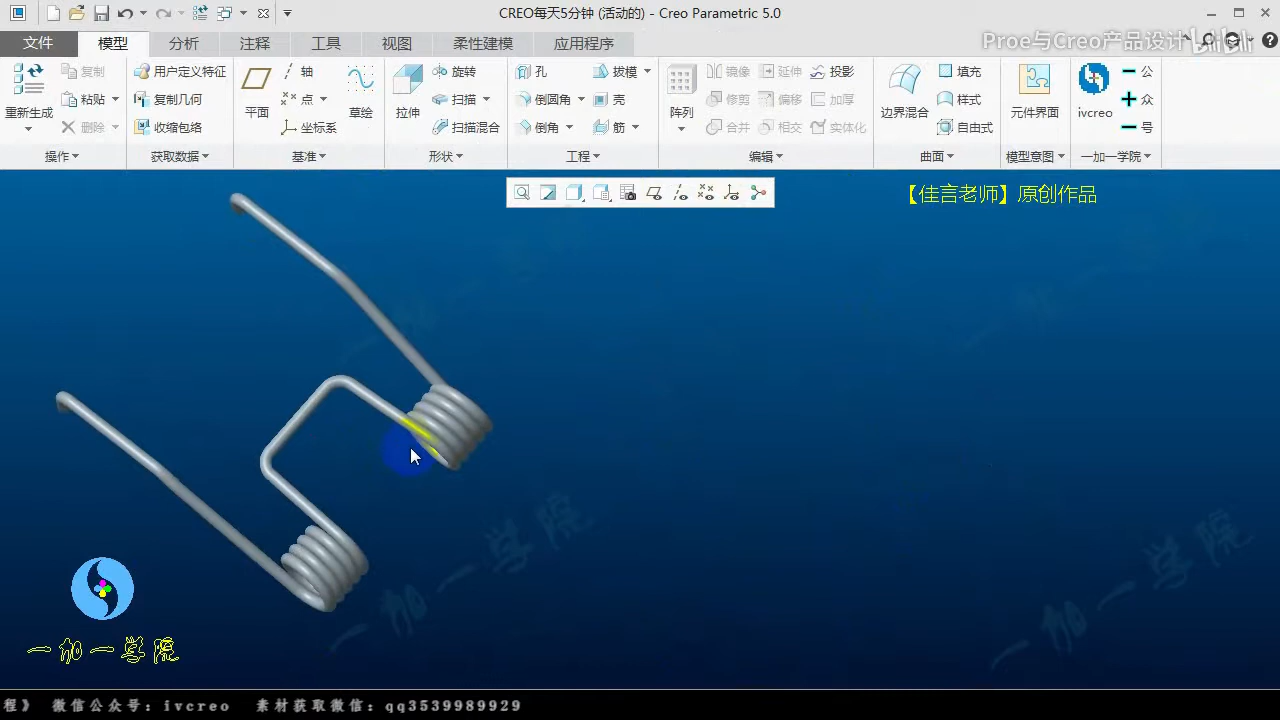 CREO每天5分钟 (活动的) - Creo Parametric 5.0
文件 模型 分析 注释 工具 视图 柔性建模 应用程序
Proe与Creo产品设计 bilibili
重新生成 复制 粘贴 删除 用户定义特征 复制几何 收缩包络 平面 轴 点 坐标系 草绘 拉伸 旋转 扫描 扫描混合 孔 倒圆角 倒角 拔模 壳 筋 阵列 镜像 修剪 合并 延伸 偏移 相交 投影 加厚 实体化 边界混合 填充 样式 自由式 元件界面 ivcreo 公 众 号
操作 获取数据 基准 形状 工程 编辑 曲面 模型意图 一加一学院
【佳言老师】原创作品
一加一学院
一加一学院
一加一学院
程》 微信公众号：ivcreo 素材获取微信：qq3539989929